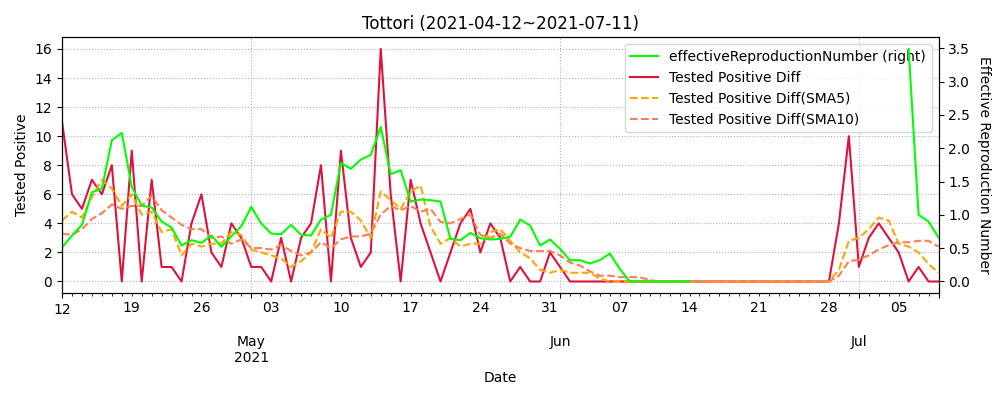 Tottori (2021-04-12~2021-07-11)
effectiveReproductionNumber (right)
Tested Positive Diff
Tested Positive Diff(SMA5)
Tested Positive Diff(SMA10)
Tested Positive
16
14
12
10
8
6
4
2
0
3.5
3.0
2.5
2.0
1.5
1.0
0.5
0.0
Effective Reproduction Number
12 19 26 03 10 17 24 31 07 14 21 28 05
May Jun Jul
2021
Date